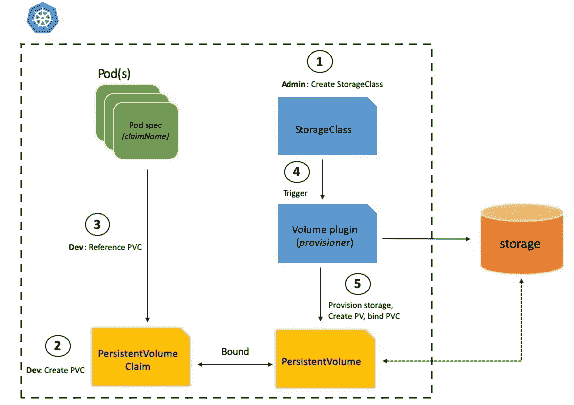 Pod(s)
Pod spec
(claimName)
1
Admin: Create StorageClass
StorageClass
4
Trigger
3
Dev: Reference PVC
Volume plugin
(provisioner)
storage
5
Provision storage,
Create PV, bind PVC
2
Dev: Create PVC
PersistentVolume
Claim
Bound
PersistentVolume